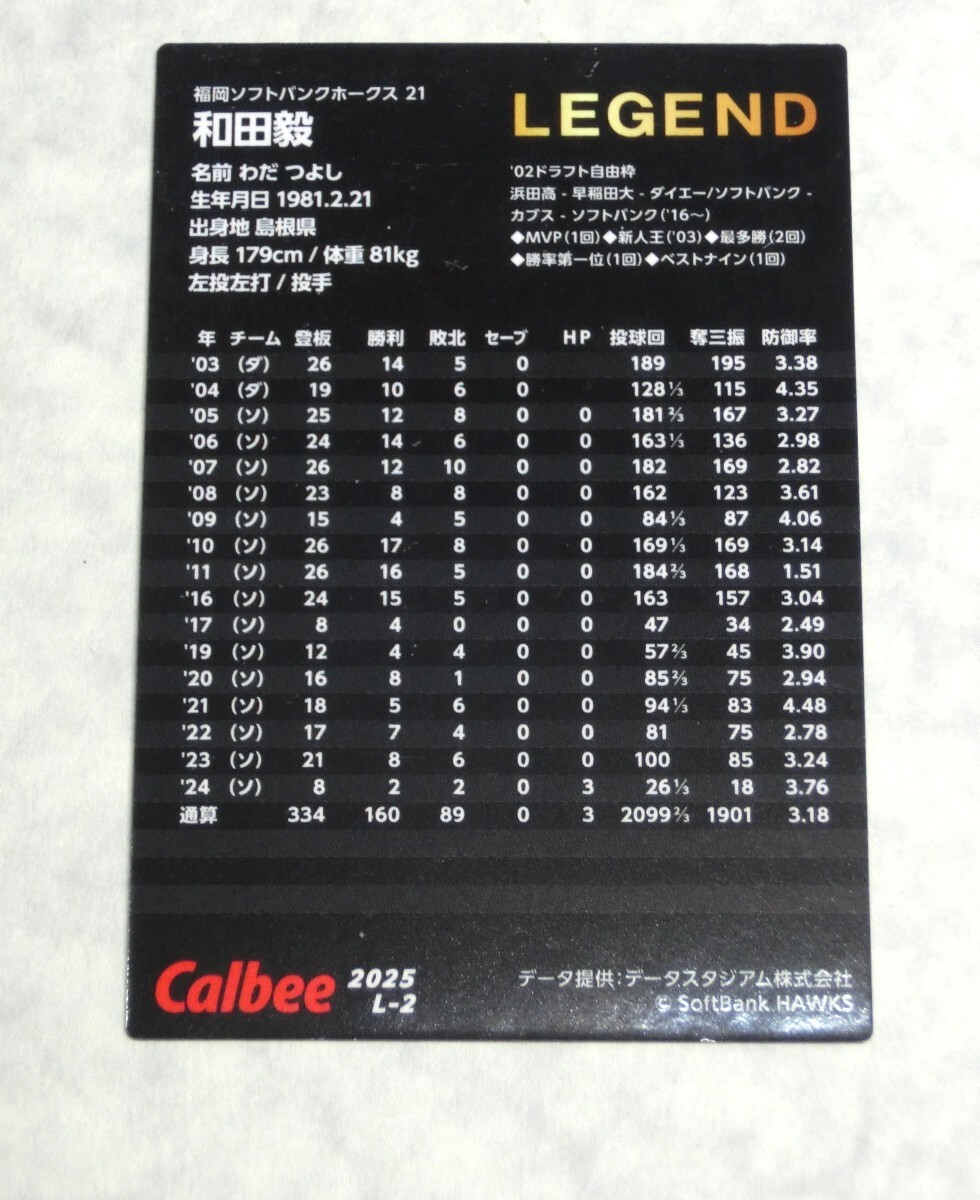 福岡ソフトバンクホークス 21
和田毅
名前 わだ つよし
生年月日 1981.2.21
出身地 島根県
身長 179cm / 体重 81kg
左投左打 / 投手
LEGEND
'02ドラフト自由枠
浜田高 - 早稲田大 - ダイエー/ソフトバンク -
カブス - ソフトバンク('16～)
◆MVP(1回)◆新人王('03)◆最多勝(2回)
◆勝率第一位(1回)◆ベストナイン(1回)
年 チーム 登板 勝利 敗北 セーブ HP 投球回 奪三振 防御率
'03 (ダ) 26 14 5 0 189 195 3.38
'04 (ダ) 19 10 6 0 128⅓ 115 4.35
'05 (ソ) 25 12 8 0 0 181⅔ 167 3.27
'06 (ソ) 24 14 6 0 0 163⅓ 136 2.98
'07 (ソ) 26 12 10 0 0 182 169 2.82
'08 (ソ) 23 8 8 0 0 162 123 3.61
'09 (ソ) 15 4 5 0 0 84⅓ 87 4.06
'10 (ソ) 26 17 8 0 0 169⅓ 169 3.14
'11 (ソ) 26 16 5 0 0 184⅔ 168 1.51
'16 (ソ) 24 15 5 0 0 163 157 3.04
'17 (ソ) 8 4 0 0 0 47 34 2.49
'19 (ソ) 12 4 4 0 0 57⅔ 45 3.90
'20 (ソ) 16 8 1 0 0 85⅔ 75 2.94
'21 (ソ) 18 5 6 0 0 94⅓ 83 4.48
'22 (ソ) 17 7 4 0 0 81 75 2.78
'23 (ソ) 21 8 6 0 0 100 85 3.24
'24 (ソ) 8 2 2 0 3 26⅓ 18 3.76
通算 334 160 89 0 3 2099⅔ 1901 3.18
Calbee 2025
L-2
データ提供：データスタジアム株式会社
© SoftBank HAWKS